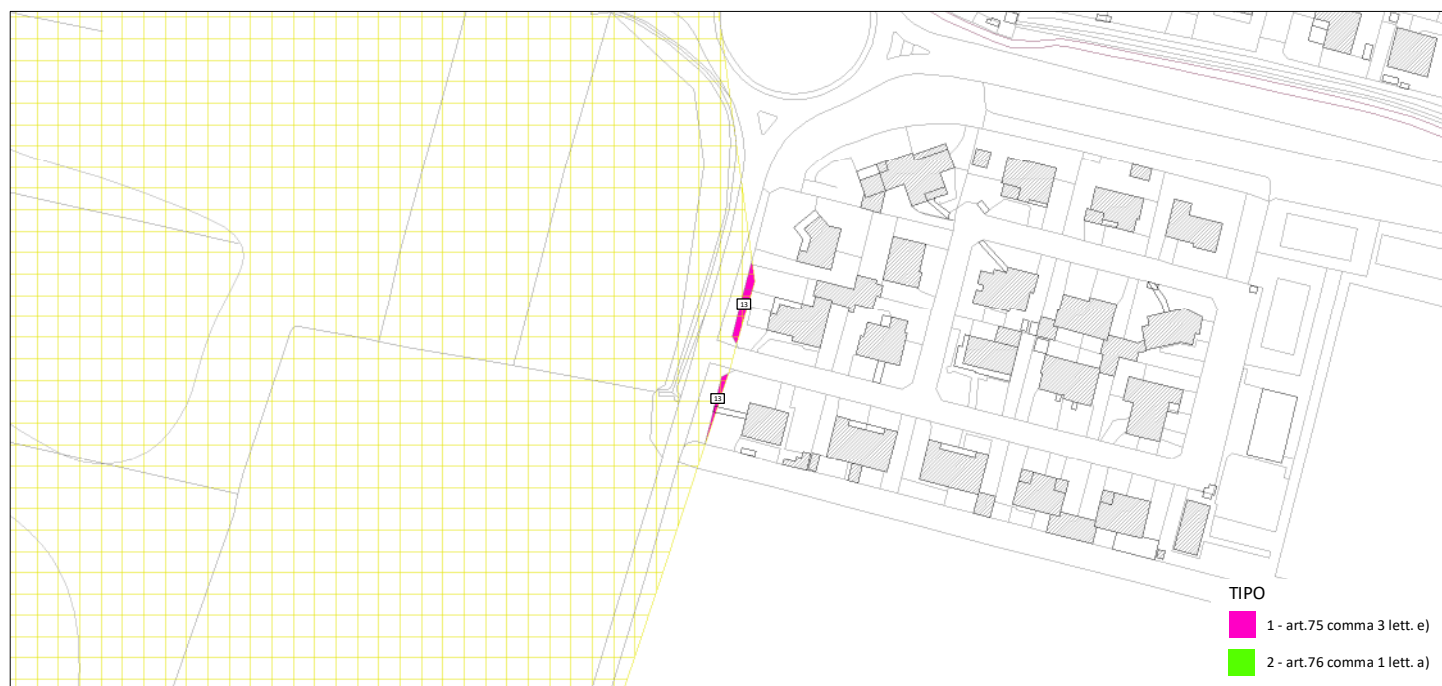 13
13
TIPO
1 - art.75 comma 3 lett. e)
2 - art.76 comma 1 lett. a)